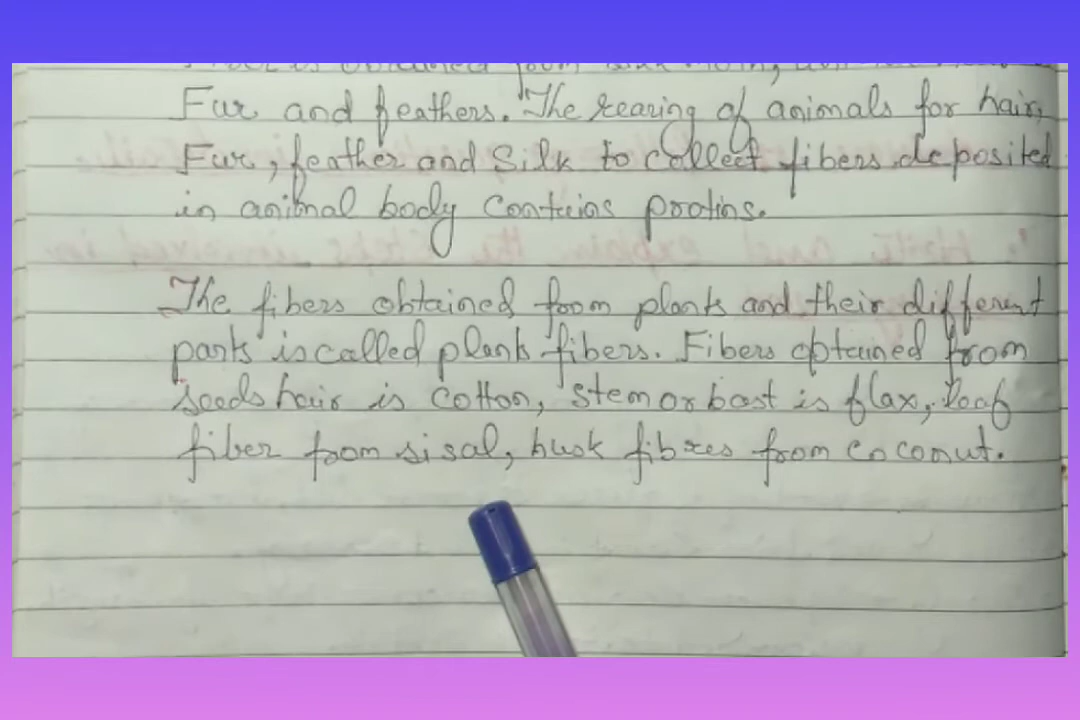 Fur and feathers. The rearing of animals for hair,
Fur, feather and Silk to collect fibers deposited
in animal body contains protins.
The fibers obtained from plants and their different
parts is called plants fibers. Fibers obtained from
seeds hair is cotton, stem or bast is flax, leaf
fiber from sisal, husk fibres from coconut.